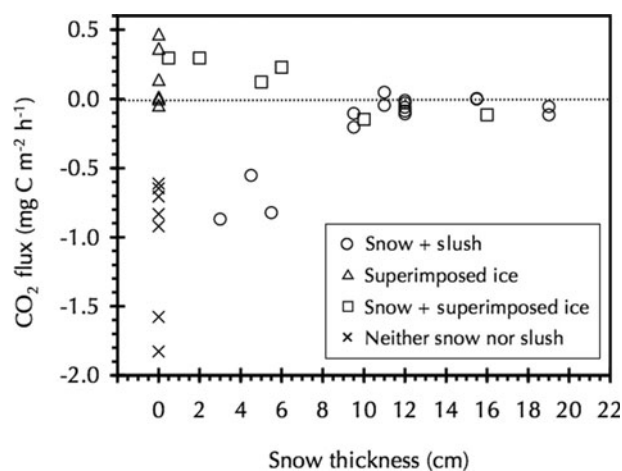 0.5
0.0
-0.5
-1.0
-1.5
-2.0
CO₂ flux (mg C m⁻² h⁻¹)
Snow + slush
Superimposed ice
Snow + superimposed ice
Neither snow nor slush
0 2 4 6 8 10 12 14 16 18 20 22
Snow thickness (cm)